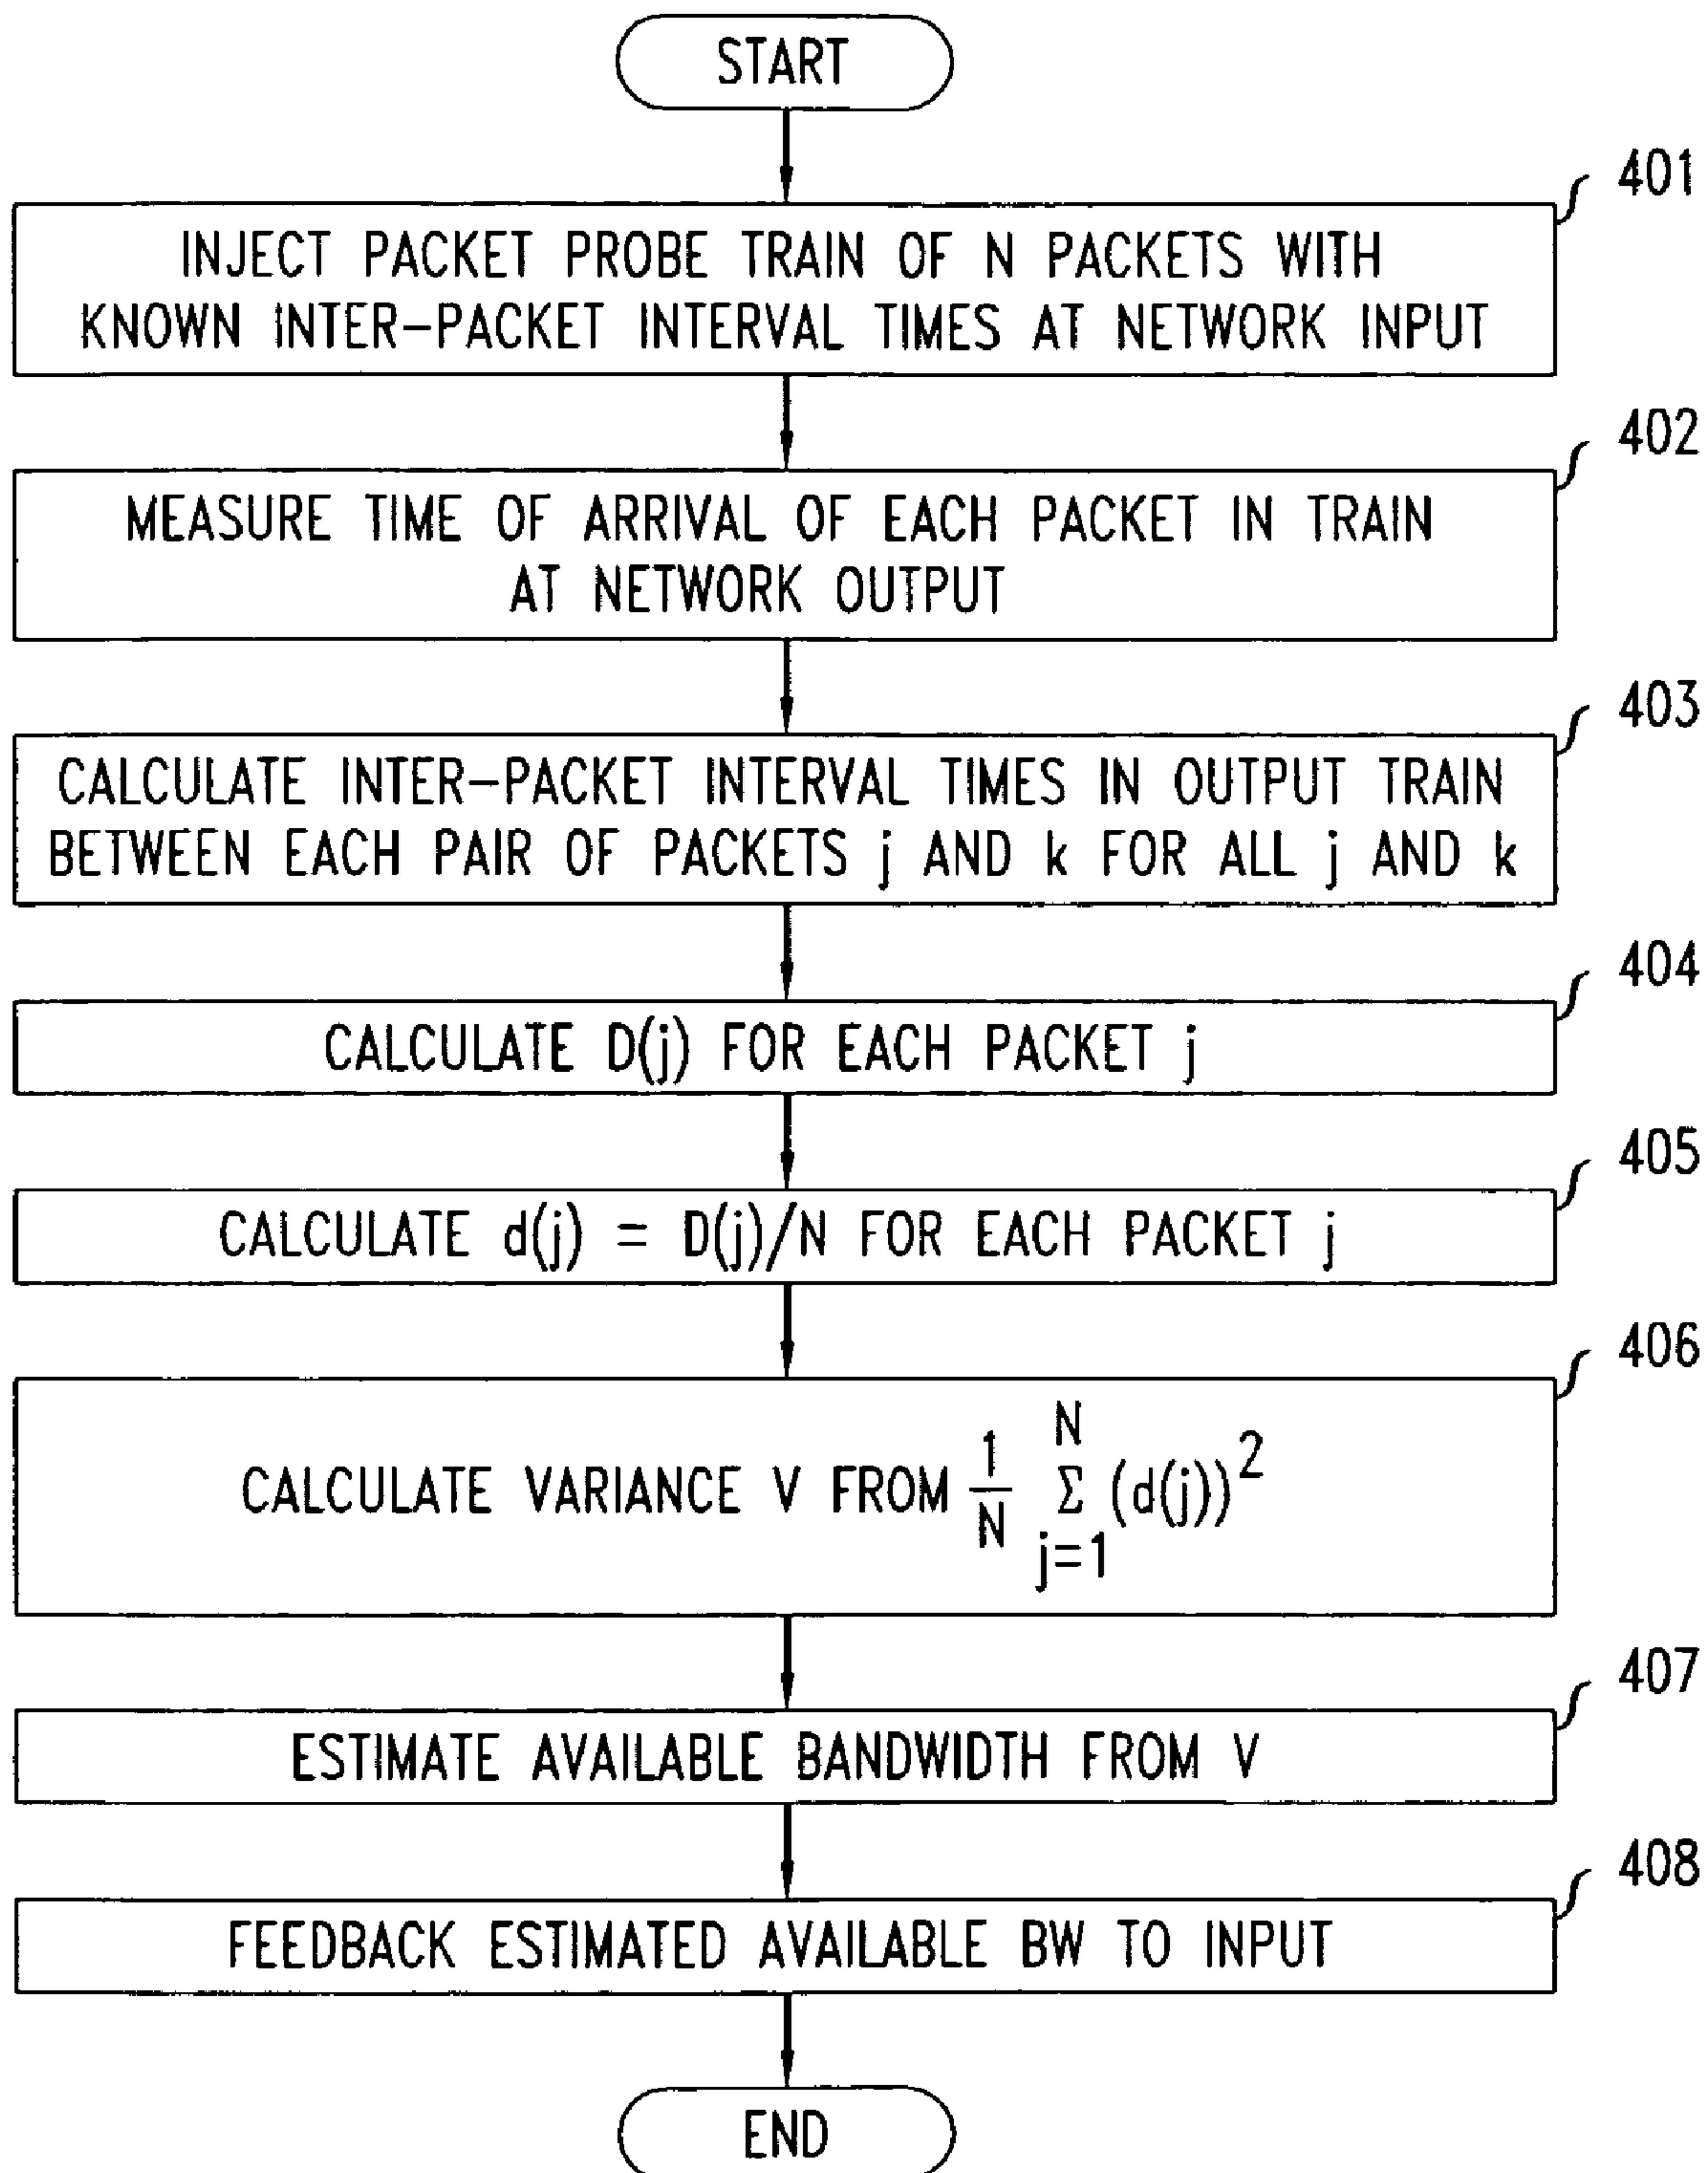 START
401
INJECT PACKET PROBE TRAIN OF N PACKETS WITH
KNOWN INTER-PACKET INTERVAL TIMES AT NETWORK INPUT
402
MEASURE TIME OF ARRIVAL OF EACH PACKET IN TRAIN
AT NETWORK OUTPUT
403
CALCULATE INTER-PACKET INTERVAL TIMES IN OUTPUT TRAIN
BETWEEN EACH PAIR OF PACKETS j AND k FOR ALL j AND k
404
CALCULATE D(j) FOR EACH PACKET j
405
CALCULATE d(j) = D(j)/N FOR EACH PACKET j
406
CALCULATE VARIANCE V FROM 1/N N Σ j=1 (d(j))²
407
ESTIMATE AVAILABLE BANDWIDTH FROM V
408
FEEDBACK ESTIMATED AVAILABLE BW TO INPUT
END